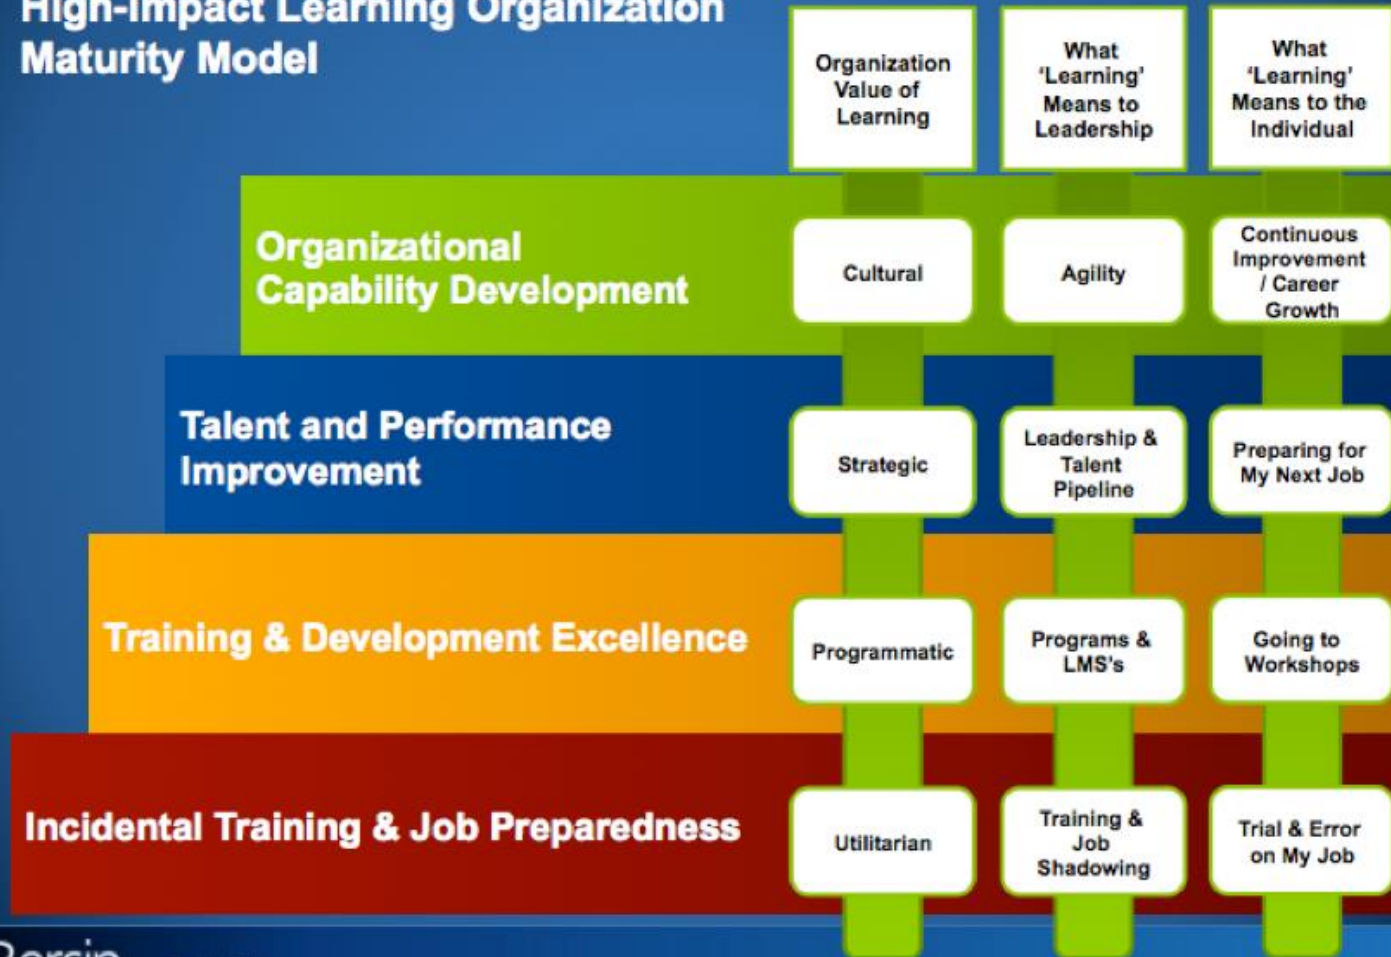 High-Impact Learning Organization
Maturity Model
Organization
Value of
Learning
What
‘Learning’
Means to
Leadership
What
‘Learning’
Means to the
Individual
Organizational
Capability Development
Cultural
Agility
Continuous
Improvement
/ Career
Growth
Talent and Performance
Improvement
Strategic
Leadership &
Talent
Pipeline
Preparing for
My Next Job
Training & Development Excellence
Programmatic
Programs &
LMS's
Going to
Workshops
Incidental Training & Job Preparedness
Utilitarian
Training &
Job
Shadowing
Trial & Error
on My Job
Bersin